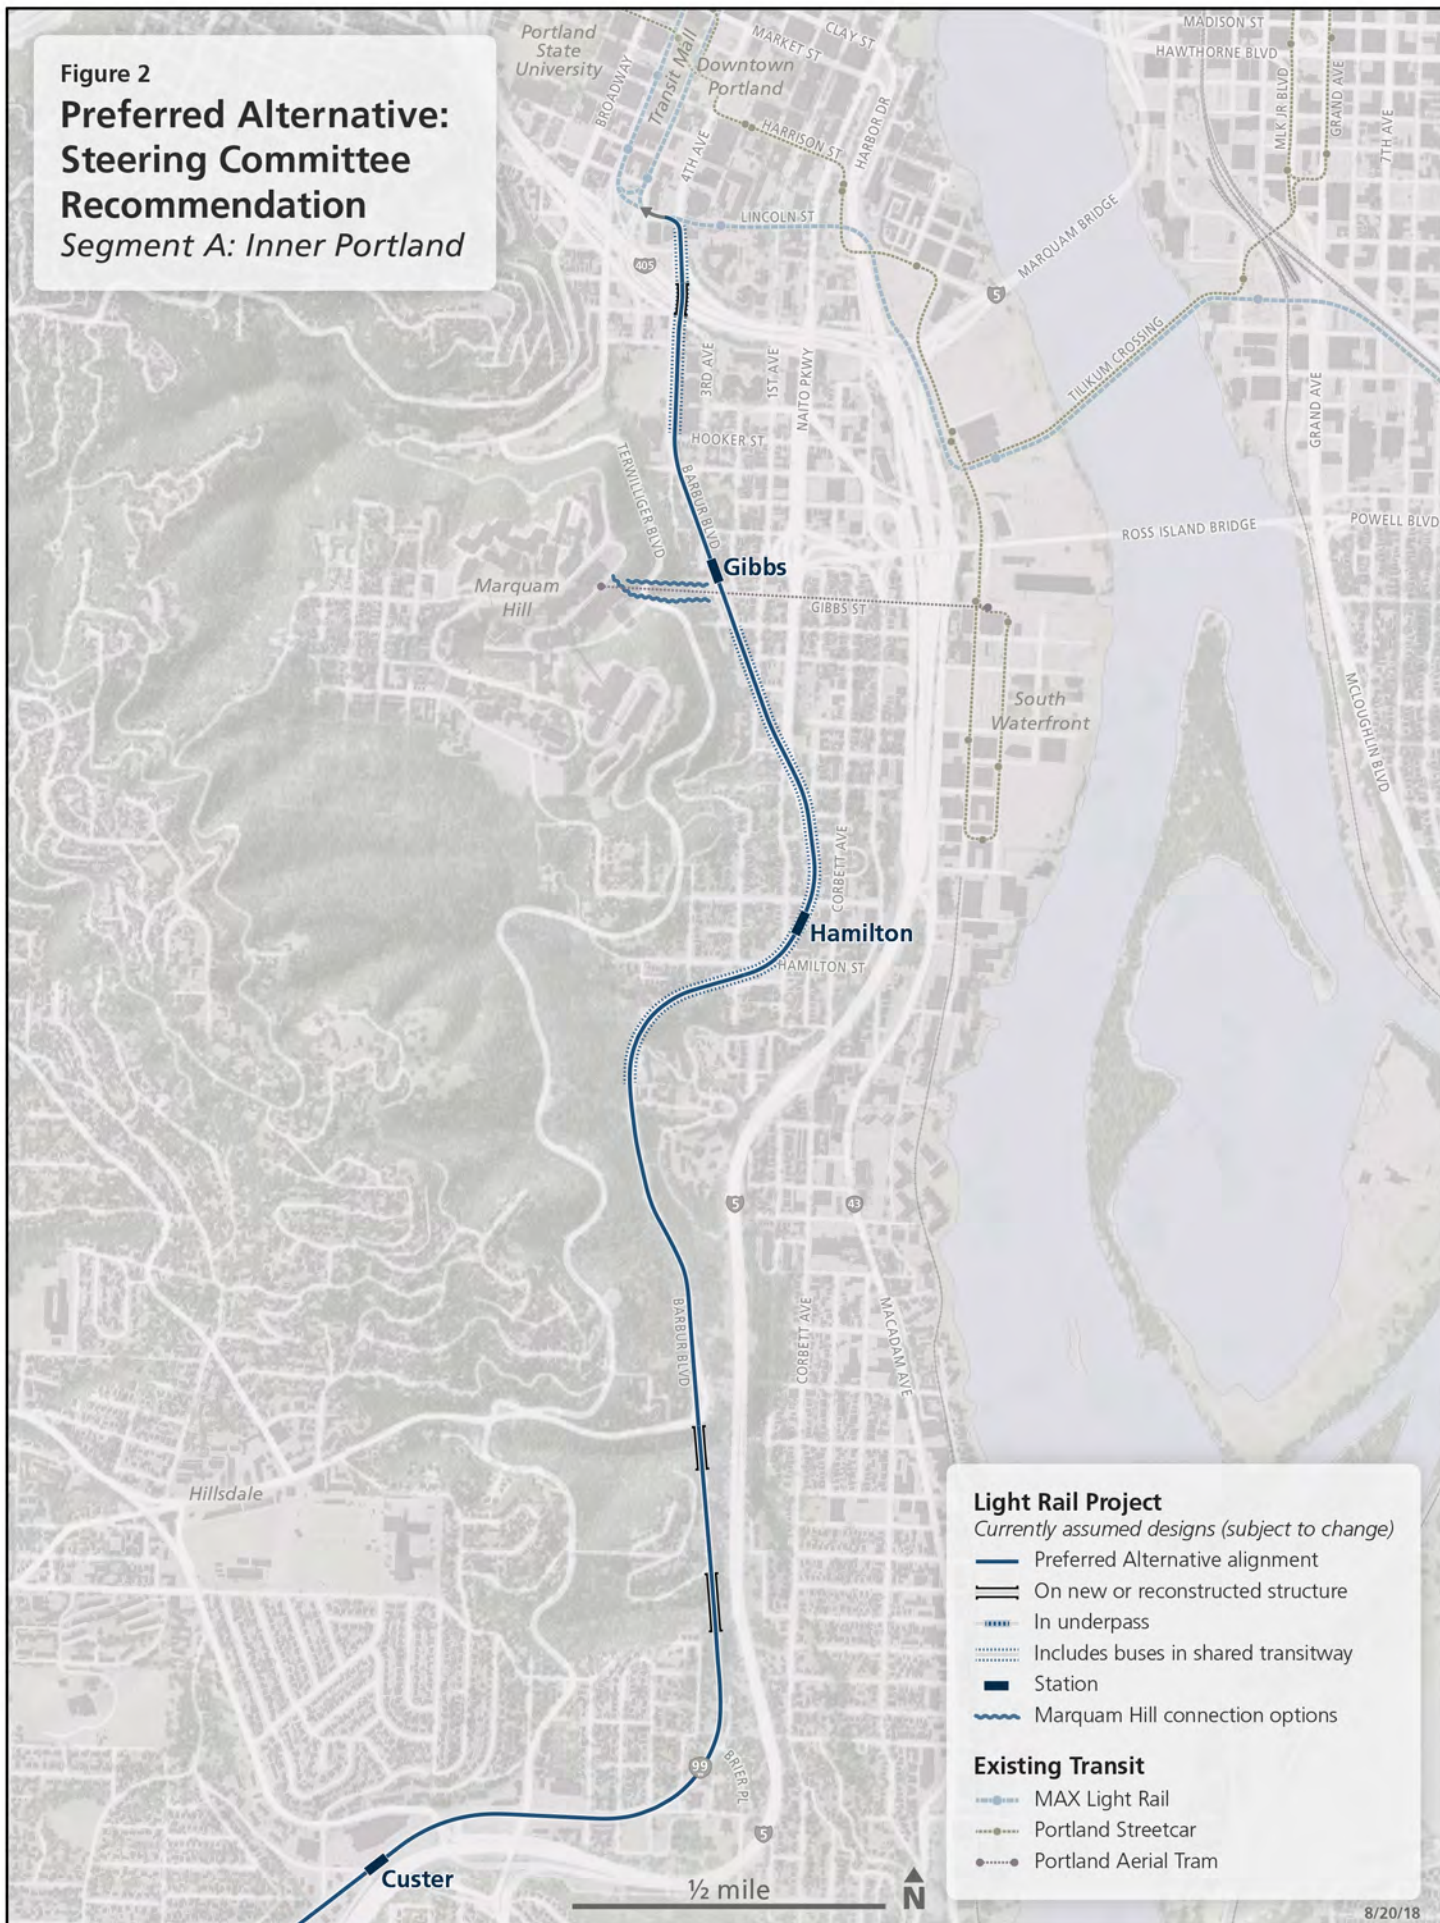 Figure 2
Preferred Alternative:
Steering Committee
Recommendation
Segment A: Inner Portland
Portland
State
University
BROADWAY
Transit Mall
Downtown
Portland
MARKET ST
CLAY ST
HARBOR DR
4TH AVE
HARRISON ST
LINCOLN ST
405
MADISON ST
HAWTHORNE BLVD
MLK JR BLVD
GRAND AVE
7TH AVE
MARQUAM BRIDGE
5
TILIKUM CROSSING
3RD AVE
1ST AVE
NAITO PKWY
GRAND AVE
HOOKER ST
TERWILLIGER BLVD
BARBUR BLVD
ROSS ISLAND BRIDGE
POWELL BLVD
Gibbs
Marquam
Hill
GIBBS ST
South
Waterfront
MCLOUGHLIN BLVD
CORBETT AVE
Hamilton
HAMILTON ST
5
43
BARBUR BLVD
CORBETT AVE
MACADAM AVE
Hillsdale
99
BRIER PL
5
Custer
½ mile
N
Light Rail Project
Currently assumed designs (subject to change)
Preferred Alternative alignment
On new or reconstructed structure
In underpass
Includes buses in shared transitway
Station
Marquam Hill connection options
Existing Transit
MAX Light Rail
Portland Streetcar
Portland Aerial Tram
8/20/18